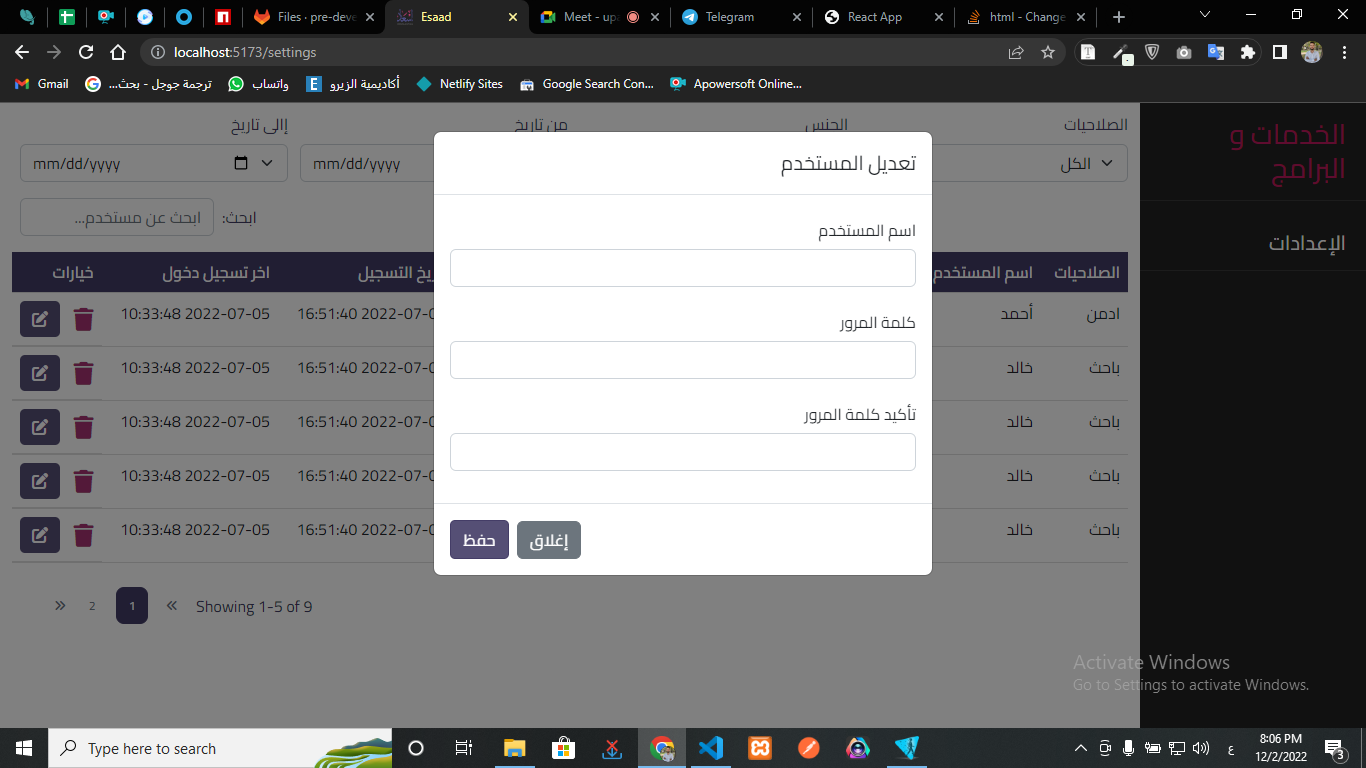 Files · pre-deve
Esaad
Meet - upa
Telegram
React App
html - Change
localhost:5173/settings
Gmail
ترجمة جوجل - بحث...
واتساب
أكاديمية الزيرو
Netlify Sites
Google Search Con...
Apowersoft Online...
الخدمات و
البرامج
الإعدادات
الصلاحيات
الجنس
من تاريخ
إالى تاريخ
الكل
mm/dd/yyyy
mm/dd/yyyy
ابحث:
ابحث عن مستخدم...
الصلاحيات اسم المستخدم يخ التسجيل اخر تسجيل دخول خيارات
ادمن أحمد 16:51:40 2022-07-0 10:33:48 2022-07-05
باحث خالد 16:51:40 2022-07-0 10:33:48 2022-07-05
باحث خالد 16:51:40 2022-07-0 10:33:48 2022-07-05
باحث خالد 16:51:40 2022-07-0 10:33:48 2022-07-05
باحث خالد 16:51:40 2022-07-0 10:33:48 2022-07-05
» 2 1 « Showing 1-5 of 9
تعديل المستخدم
اسم المستخدم
كلمة المرور
تأكيد كلمة المرور
إغلاق
حفظ
Activate Windows
Go to Settings to activate Windows.
Type here to search
ع
8:06 PM
12/2/2022
3